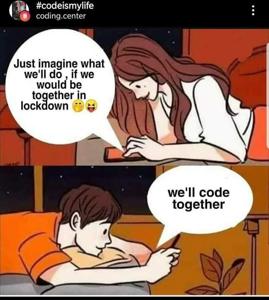 #codeismylife
coding.center
Just imagine what
we'll do , if we
would be
together in
lockdown 🤭😝
we'll code
together